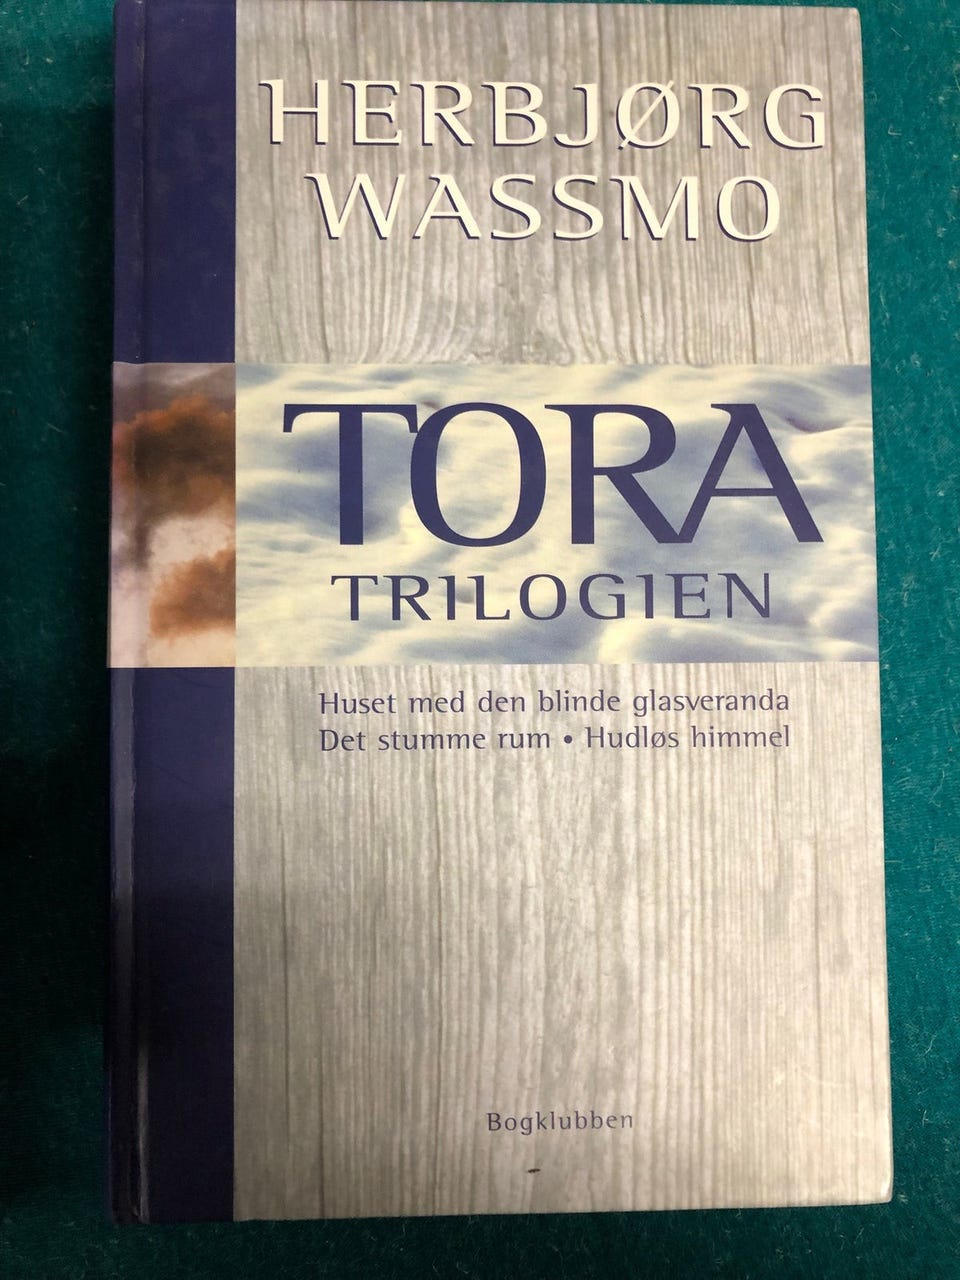 HERBJØRG
WASSMO
TORA
TRILOGIEN
Huset med den blinde glasveranda
Det stumme rum • Hudløs himmel
Bogklubben